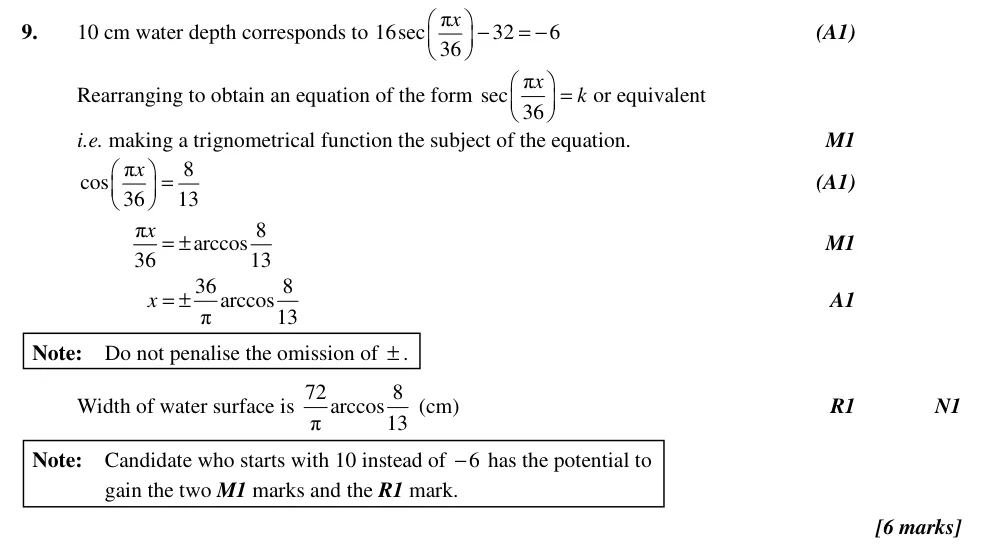 9. 10 cm water depth corresponds to 16sec(πx/36) − 32 = −6 (A1)
Rearranging to obtain an equation of the form sec(πx/36) = k or equivalent
i.e. making a trignometrical function the subject of the equation. M1
cos(πx/36) = 8/13 (A1)
πx/36 = ±arccos 8/13 M1
x = ±36/π arccos 8/13 A1
Note: Do not penalise the omission of ±.
Width of water surface is 72/π arccos 8/13 (cm) R1 N1
Note: Candidate who starts with 10 instead of −6 has the potential to
gain the two M1 marks and the R1 mark.
[6 marks]